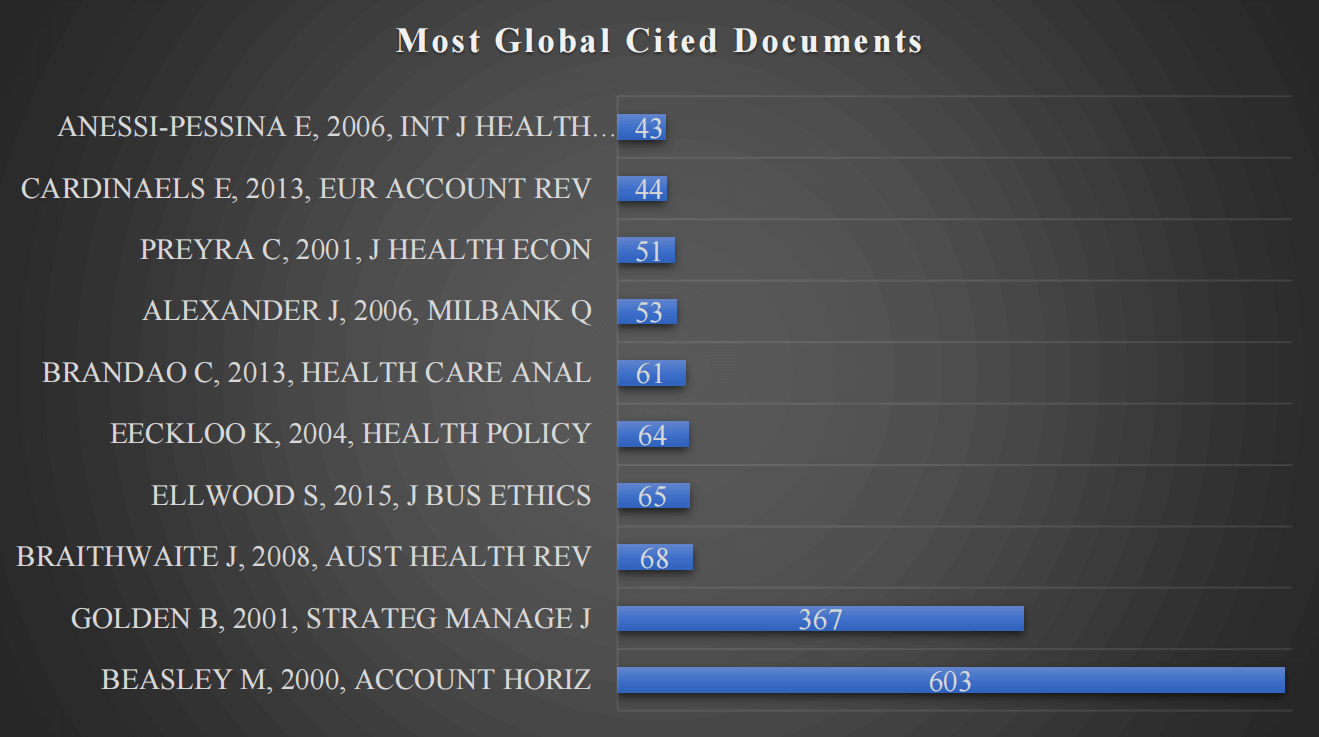 Most Global Cited Documents
ANESSI-PESSINA E, 2006, INT J HEALTH… 43
CARDINAELS E, 2013, EUR ACCOUNT REV 44
PREYRA C, 2001, J HEALTH ECON 51
ALEXANDER J, 2006, MILBANK Q 53
BRANDAO C, 2013, HEALTH CARE ANAL 61
EECKLOO K, 2004, HEALTH POLICY 64
ELLWOOD S, 2015, J BUS ETHICS 65
BRAITHWAITE J, 2008, AUST HEALTH REV 68
GOLDEN B, 2001, STRATEG MANAGE J 367
BEASLEY M, 2000, ACCOUNT HORIZ 603